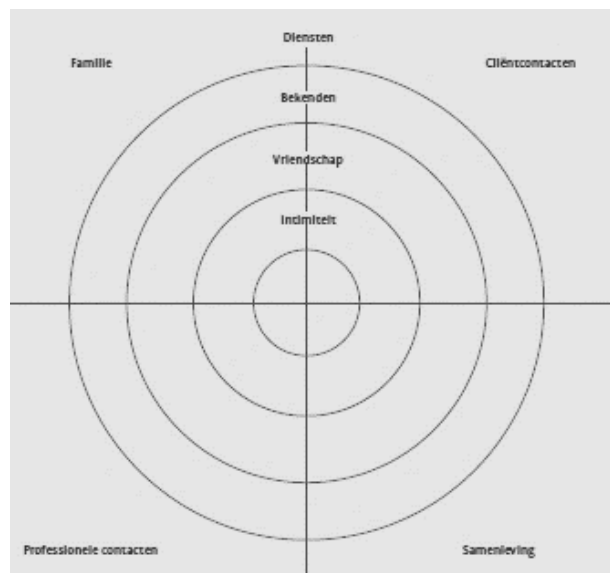 Diensten
Familie
Cliëntcontacten
Bekenden
Vriendschap
Intimiteit
Professionele contacten
Samenleving